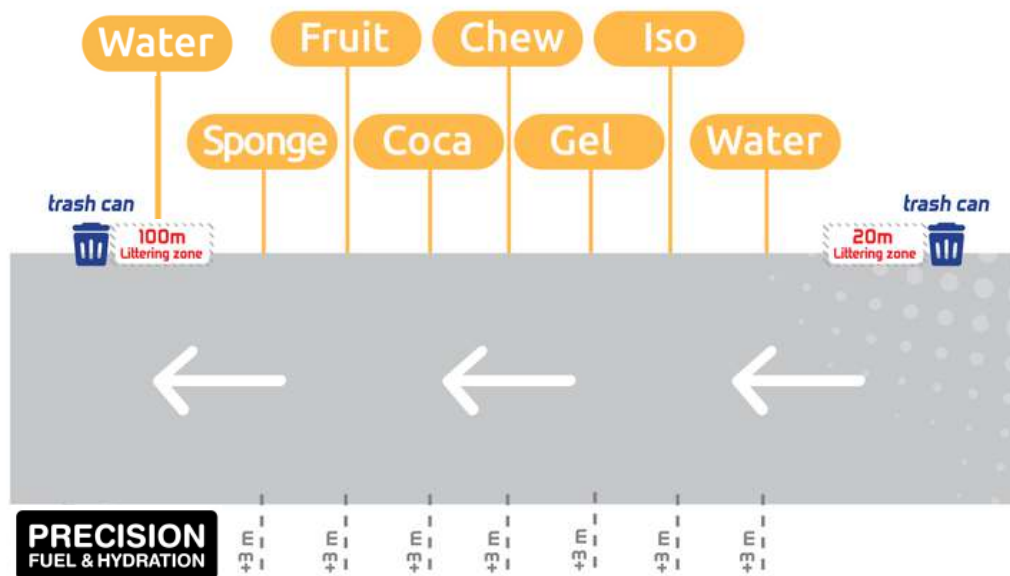 Water
Fruit
Chew
Iso
Sponge
Coca
Gel
Water
trash can
100m
Littering zone
trash can
20m
Littering zone
PRECISION
FUEL & HYDRATION
+3 m
+3 m
+3 m
+3 m
+3 m
+3 m
+3 m